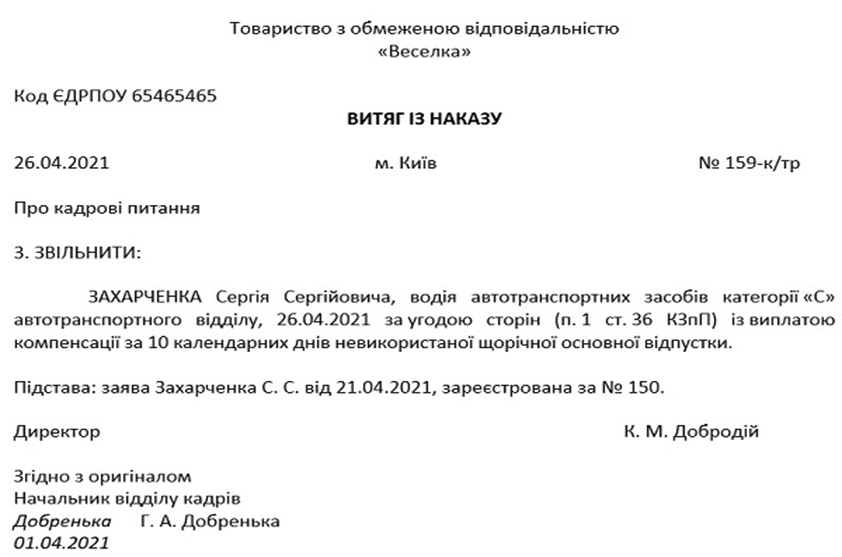 Товариство з обмеженою відповідальністю
«Веселка»
Код ЄДРПОУ 65465465
ВИТЯГ ІЗ НАКАЗУ
26.04.2021 м. Київ № 159-к/тр
Про кадрові питання
3. ЗВІЛЬНИТИ:
ЗАХАРЧЕНКА Сергія Сергійовича, водія автотранспортних засобів категорії «С»
автотранспортного відділу, 26.04.2021 за угодою сторін (п. 1 ст. 36 КЗпП) із виплатою
компенсації за 10 календарних днів невикористаної щорічної основної відпустки.
Підстава: заява Захарченка С. С. від 21.04.2021, зареєстрована за № 150.
Директор К. М. Добродій
Згідно з оригіналом
Начальник відділу кадрів
Добренька Г. А. Добренька
01.04.2021